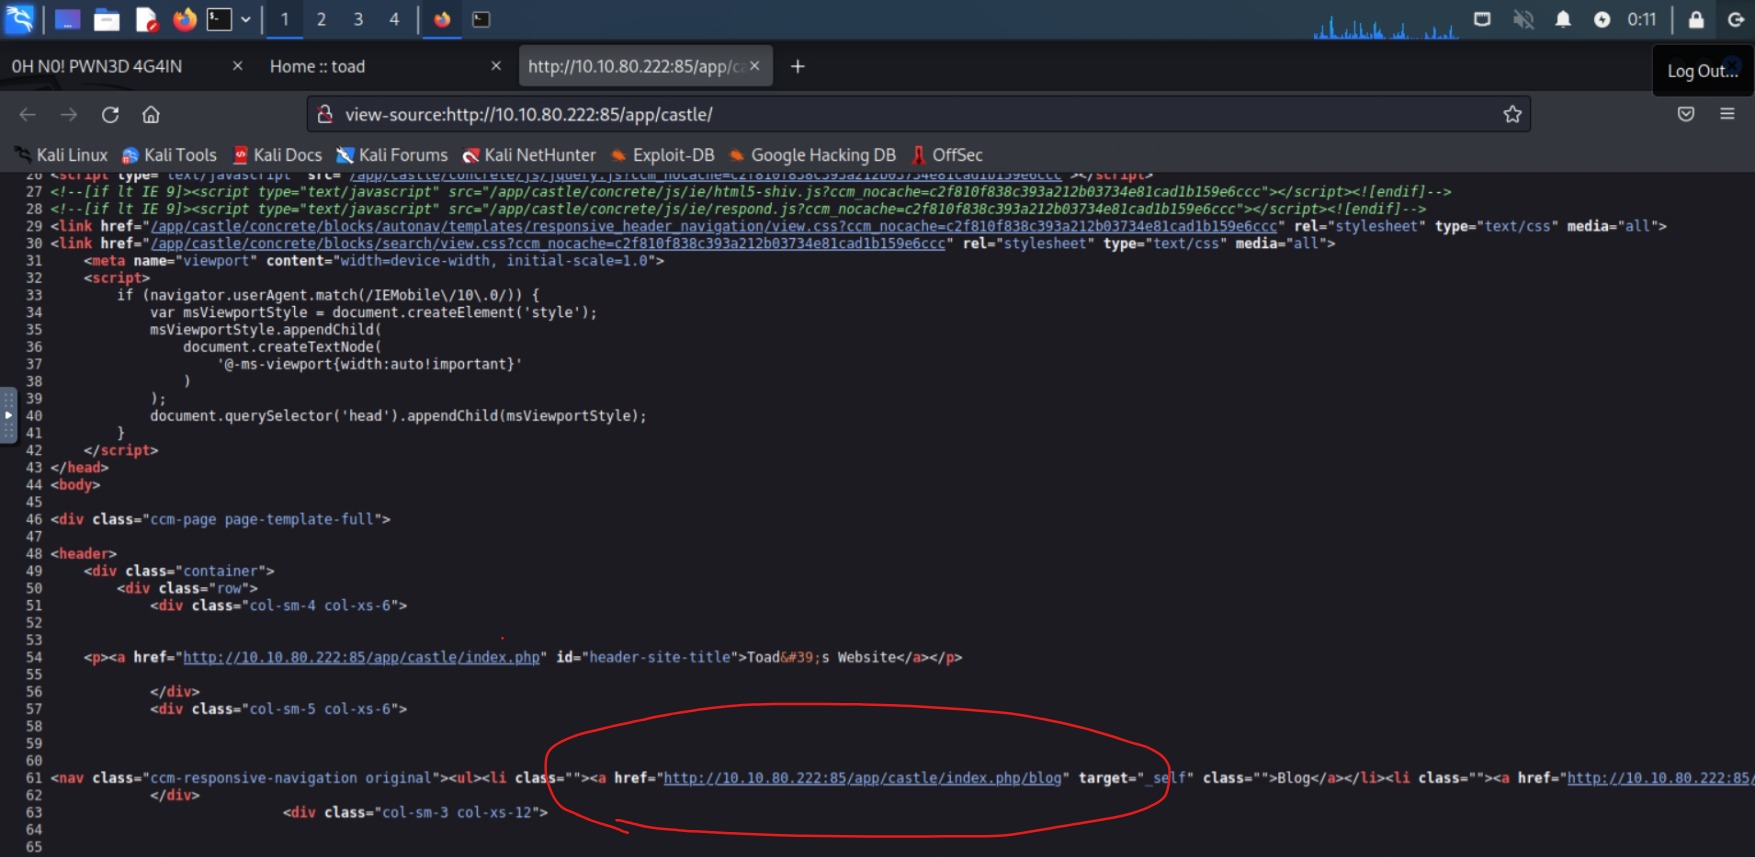 1 2 3 4 0:11
0H N0! PWN3D 4G4IN × Home :: toad × http://10.10.80.222:85/app/ca × + Log Out...
view-source:http://10.10.80.222:85/app/castle/
Kali Linux Kali Tools Kali Docs Kali Forums Kali NetHunter Exploit-DB Google Hacking DB OffSec
26 <script type="text/javascript" src="/app/castle/concrete/js/jquery.js?ccm_nocache=c2f810f838c393a212b03734e81cad1b159e6ccc"></script>
27 <!--[if lt IE 9]><script type="text/javascript" src="/app/castle/concrete/js/ie/html5-shiv.js?ccm_nocache=c2f810f838c393a212b03734e81cad1b159e6ccc"></script><![endif]-->
28 <!--[if lt IE 9]><script type="text/javascript" src="/app/castle/concrete/js/ie/respond.js?ccm_nocache=c2f810f838c393a212b03734e81cad1b159e6ccc"></script><![endif]-->
29 <link href="/app/castle/concrete/blocks/autonav/templates/responsive_header_navigation/view.css?ccm_nocache=c2f810f838c393a212b03734e81cad1b159e6ccc" rel="stylesheet" type="text/css" media="all">
30 <link href="/app/castle/concrete/blocks/search/view.css?ccm_nocache=c2f810f838c393a212b03734e81cad1b159e6ccc" rel="stylesheet" type="text/css" media="all">
31 <meta name="viewport" content="width=device-width, initial-scale=1.0">
32 <script>
33 if (navigator.userAgent.match(/IEMobile\/10\.0/)) {
34 var msViewportStyle = document.createElement('style');
35 msViewportStyle.appendChild(
36 document.createTextNode(
37 '@-ms-viewport{width:auto!important}'
38 )
39 );
40 document.querySelector('head').appendChild(msViewportStyle);
41 }
42 </script>
43 </head>
44 <body>
45
46 <div class="ccm-page page-template-full">
47
48 <header>
49 <div class="container">
50 <div class="row">
51 <div class="col-sm-4 col-xs-6">
52
53
54 <p><a href="http://10.10.80.222:85/app/castle/index.php" id="header-site-title">Toad&#39;s Website</a></p>
55
56 </div>
57 <div class="col-sm-5 col-xs-6">
58
59
60
61 <nav class="ccm-responsive-navigation original"><ul><li class=""><a href="http://10.10.80.222:85/app/castle/index.php/blog" target="_self" class="">Blog</a></li><li class=""><a href="http://10.10.80.222:85/
62 </div>
63 <div class="col-sm-3 col-xs-12">
64
65